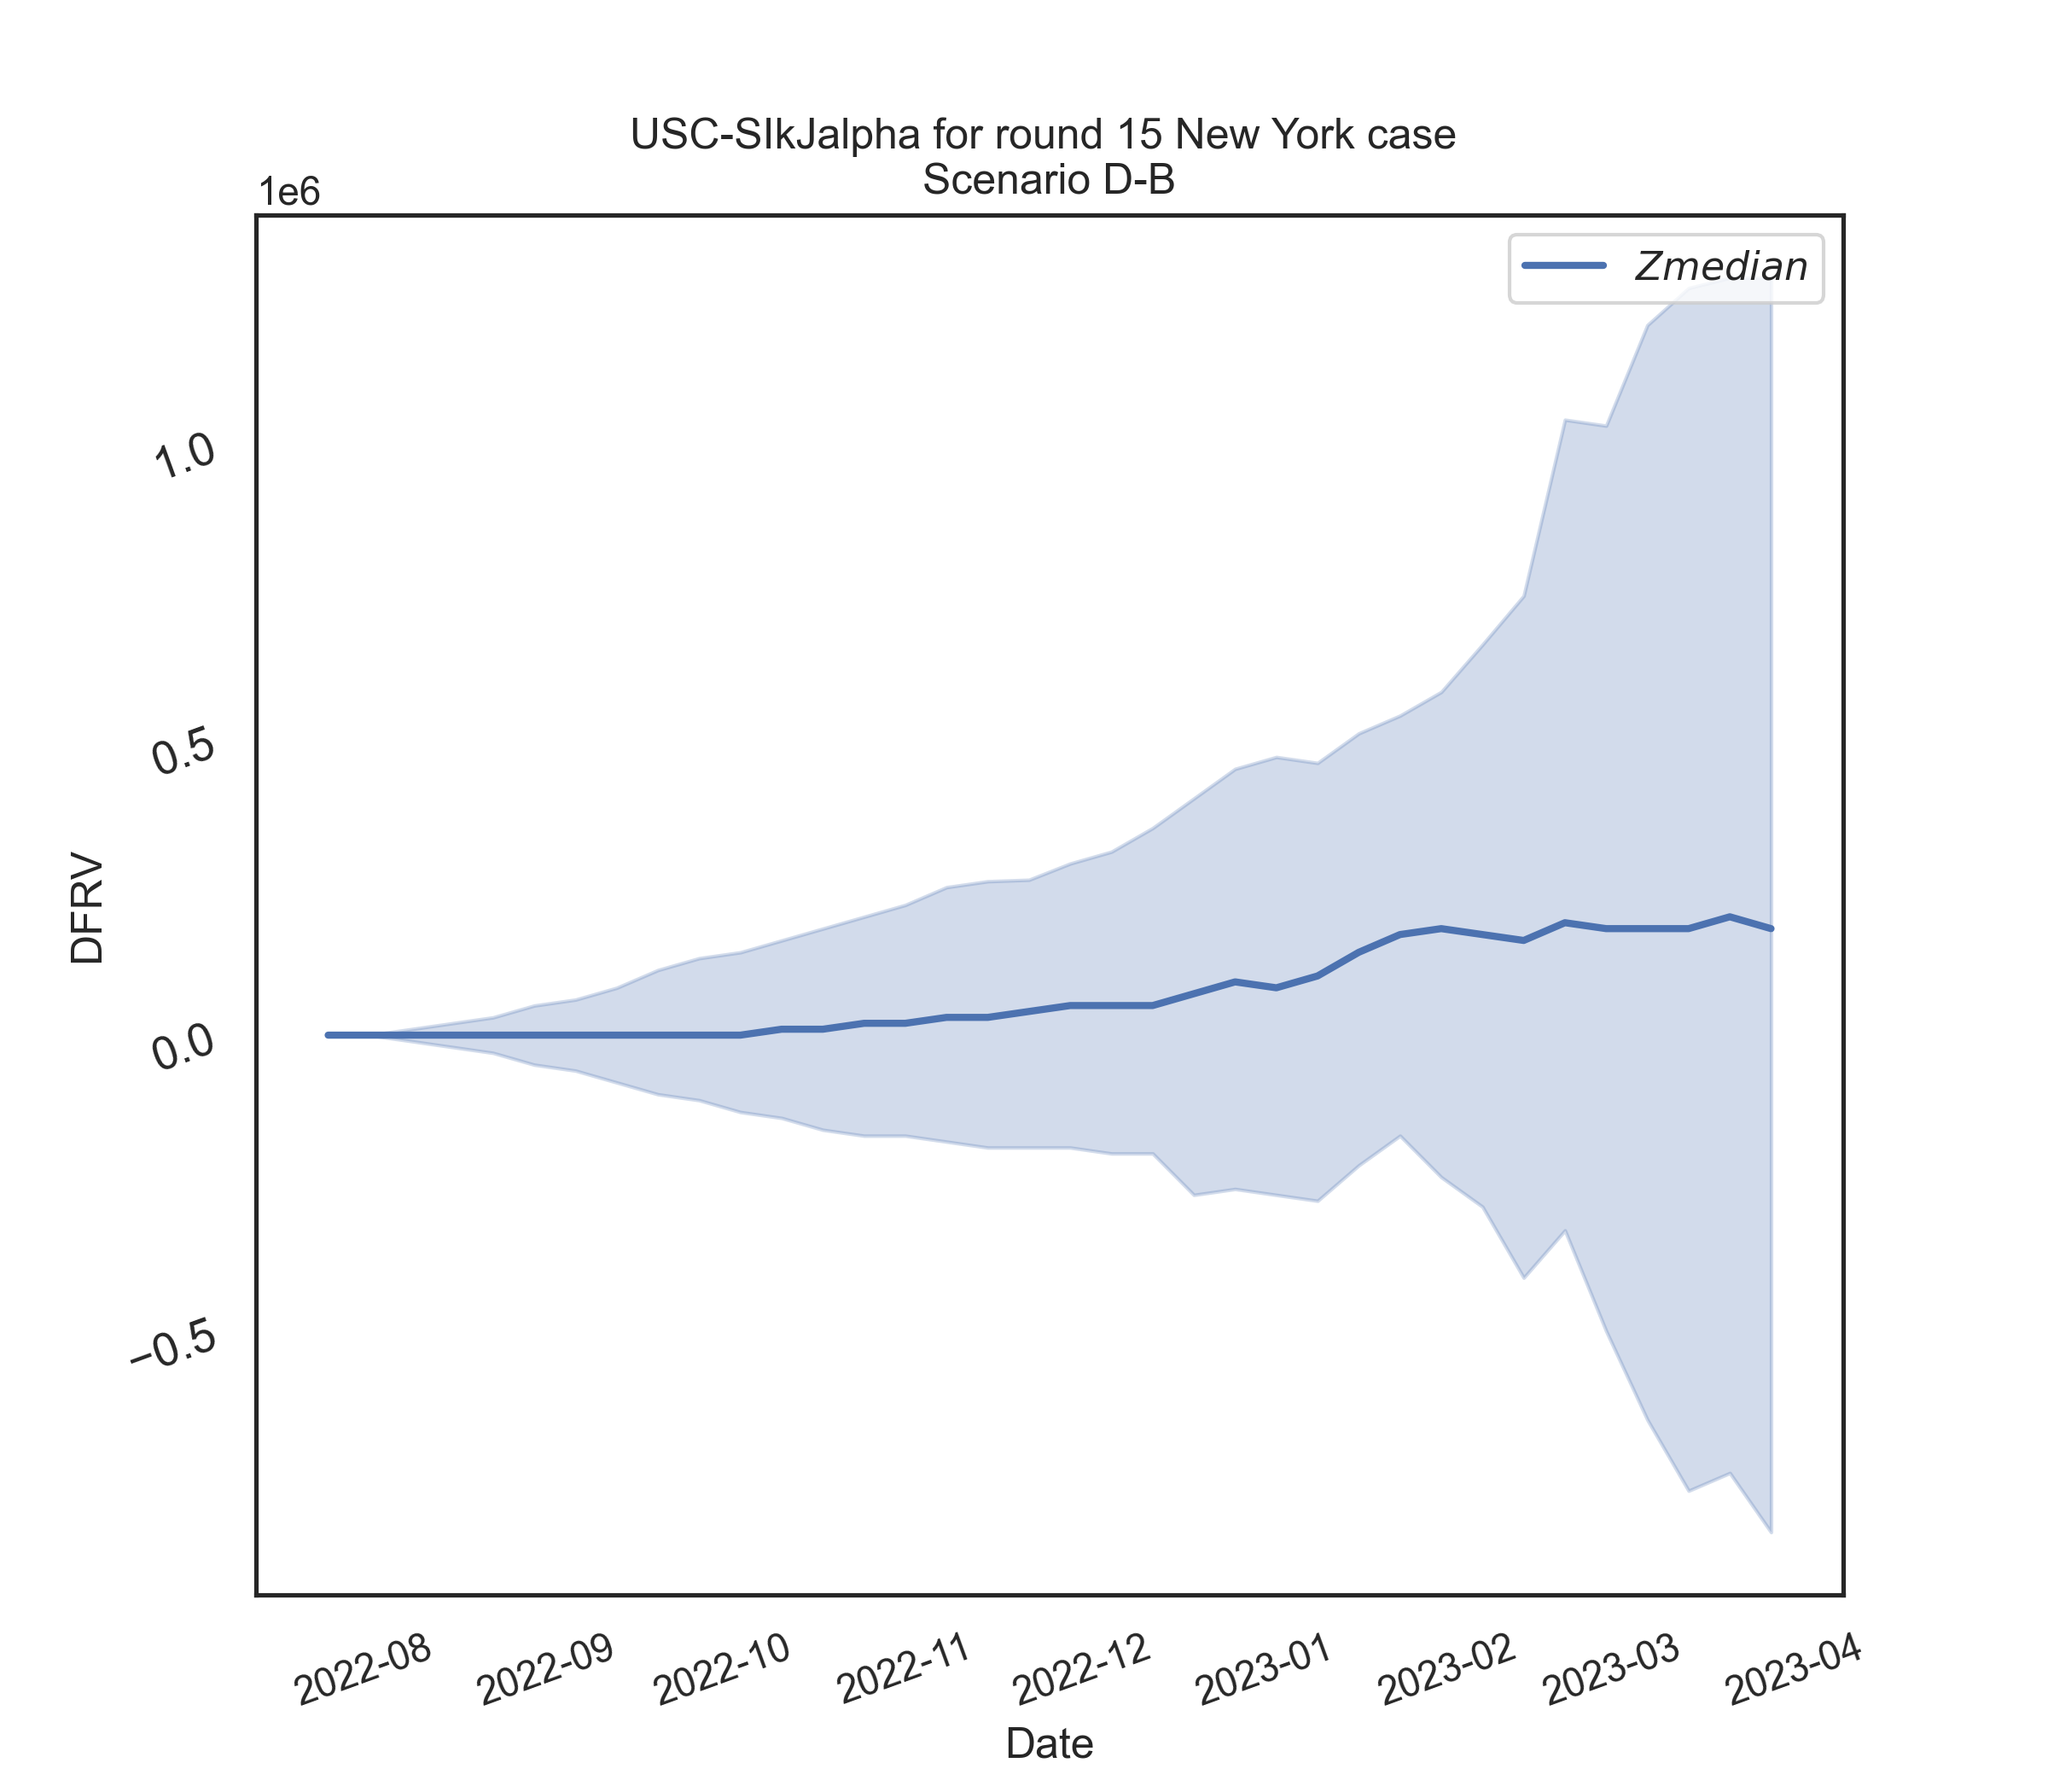 USC-SIkJalpha for round 15 New York case
Scenario D-B
1e6
Zmedian
1.0
0.5
0.0
−0.5
DFRV
2022-08
2022-09
2022-10
2022-11
2022-12
2023-01
2023-02
2023-03
2023-04
Date